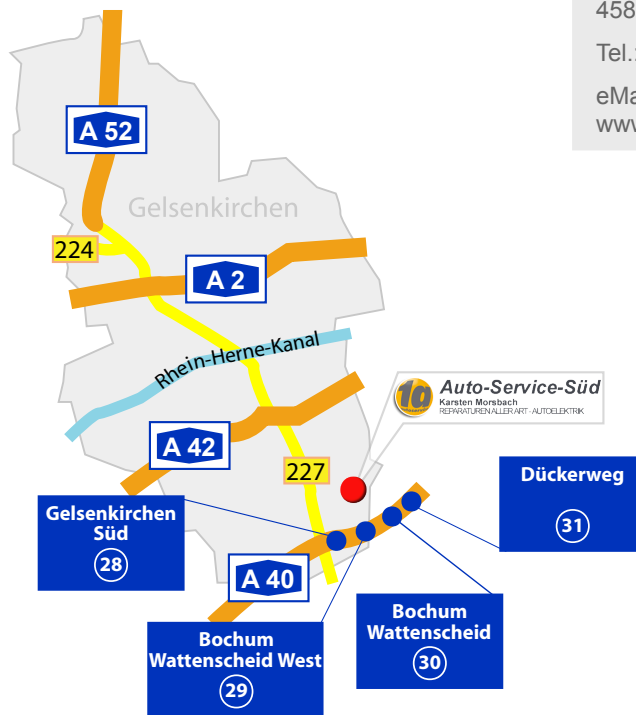 458
Tel.:
eMa
www
A 52
Gelsenkirchen
224
A 2
Rhein-Herne-Kanal
1a
Auto-Service-Süd
Karsten Morsbach
REPARATUREN ALLER ART - AUTOELEKTRIK
A 42
227
Dückerweg
31
Gelsenkirchen
Süd
28
A 40
Bochum
Wattenscheid
30
Bochum
Wattenscheid West
29